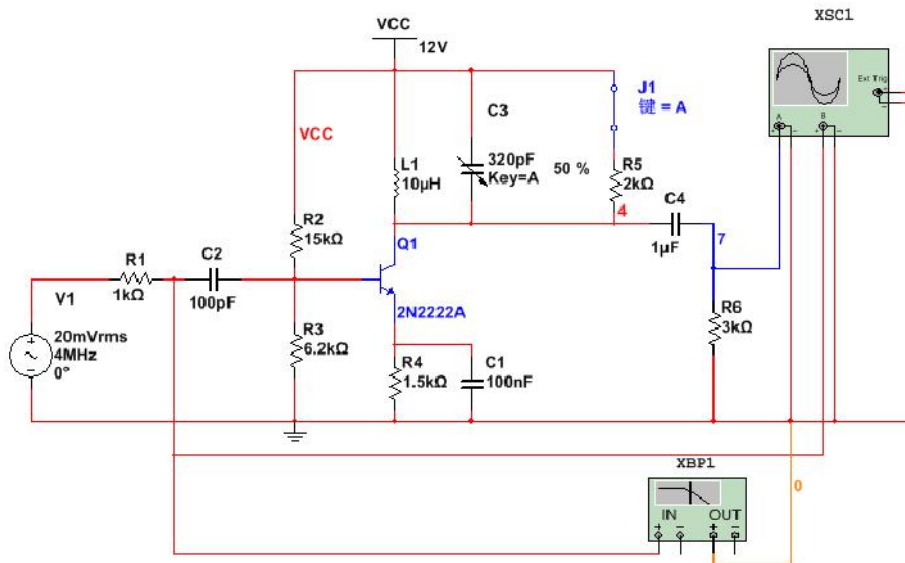 XSC1
VCC
12V
Ext Trig
A
B
J1
键 = A
C3
VCC
L1
10µH
320pF
Key=A
50 %
R5
2kΩ
4
C4
1µF
7
R2
15kΩ
Q1
R1
1kΩ
C2
100pF
V1
2N2222A
R6
3kΩ
20mVrms
4MHz
0°
R3
6.2kΩ
R4
1.5kΩ
C1
100nF
XBP1
0
IN
OUT